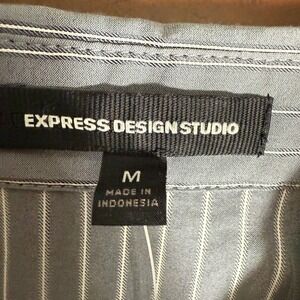 EXPRESS DESIGN STUDIO
M
MADE IN
INDONESIA